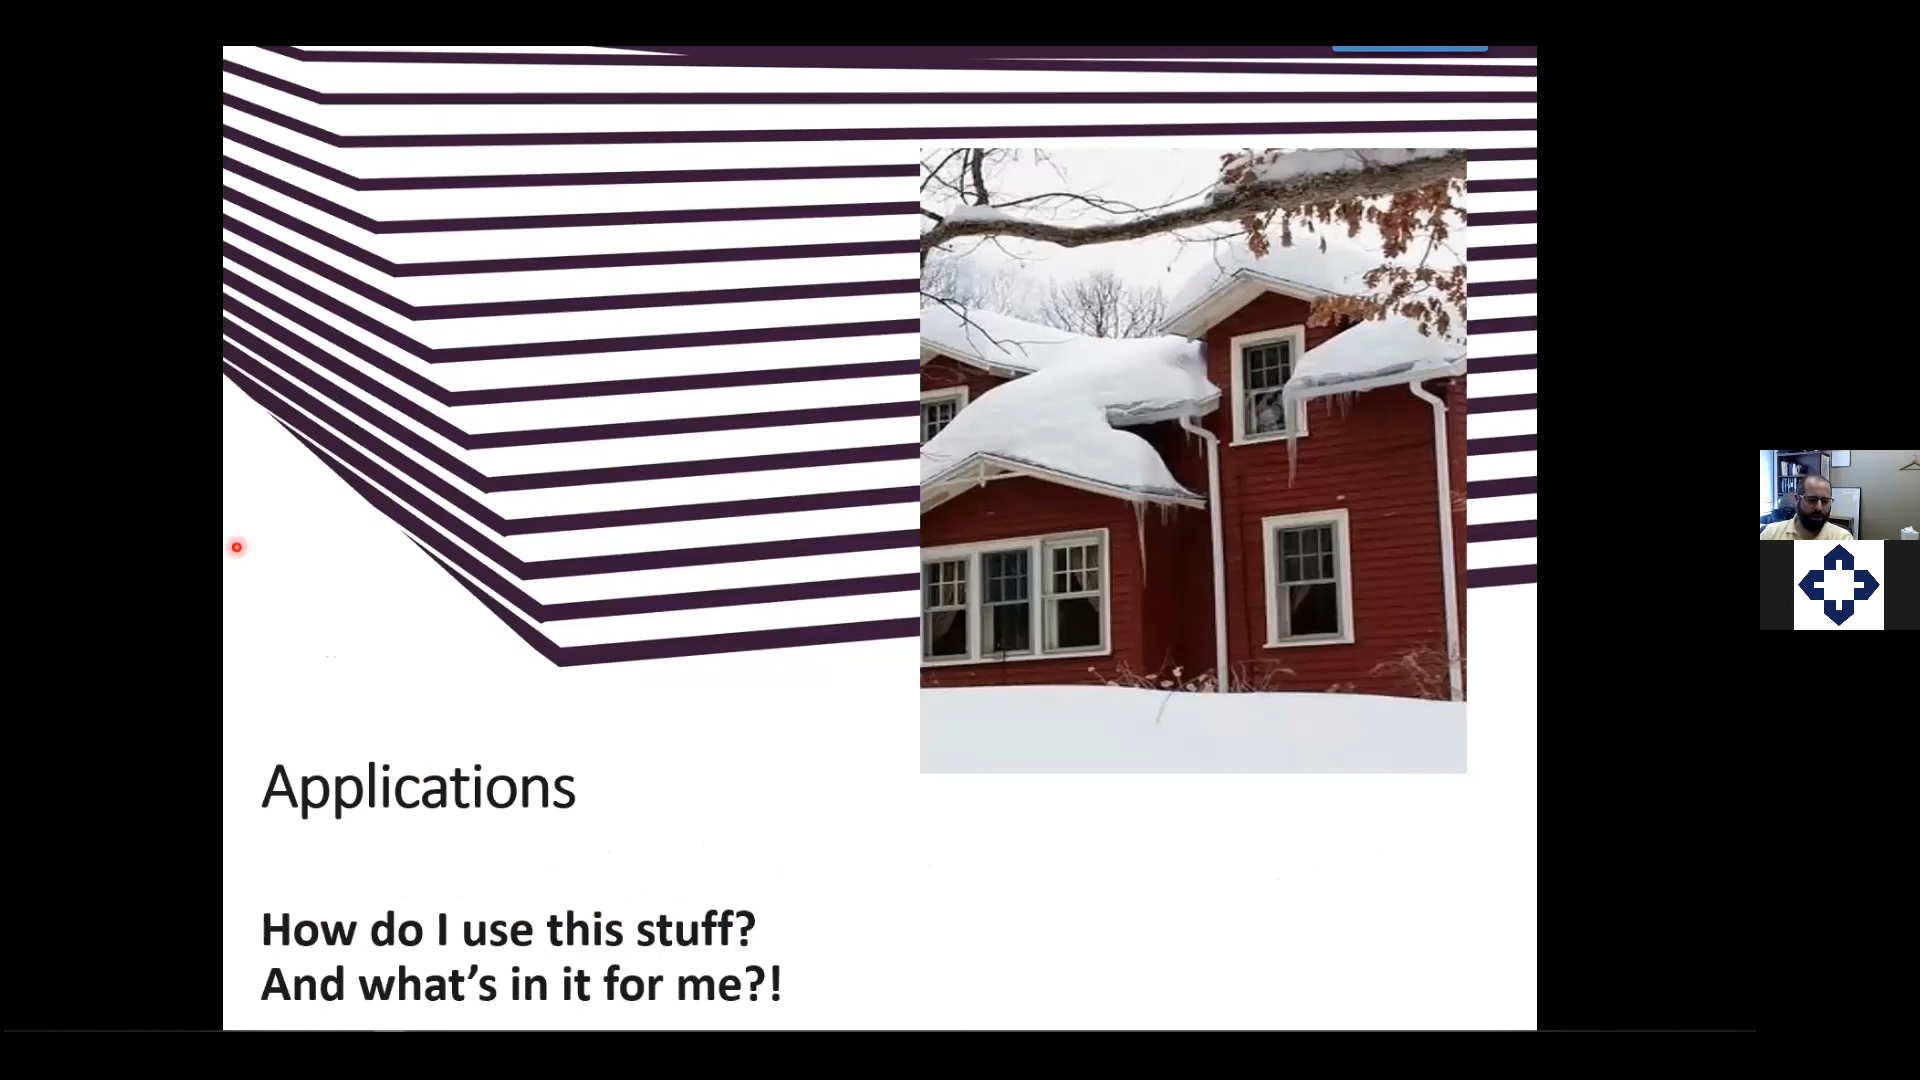 Applications
How do I use this stuff?
And what’s in it for me?!